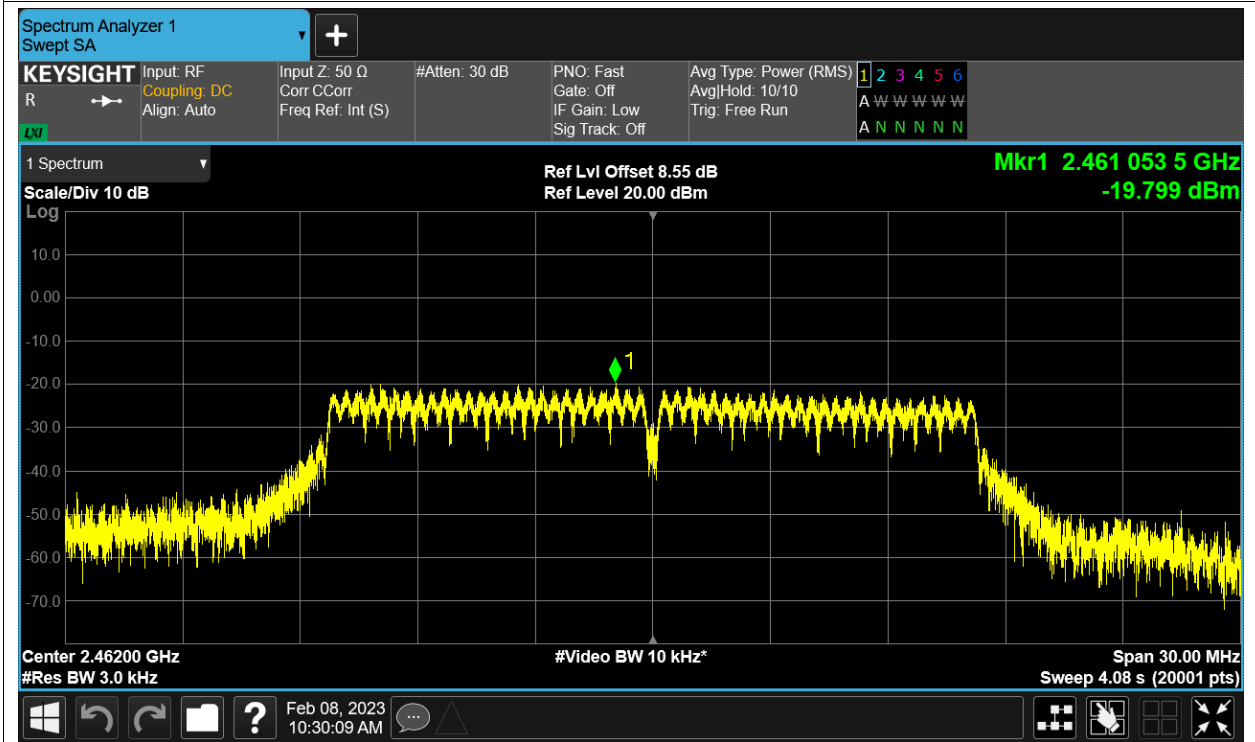 Spectrum Analyzer 1
Swept SA
+
KEYSIGHT
R
LXI
Input: RF
Coupling: DC
Align: Auto
Input Z: 50 Ω
Corr CCorr
Freq Ref: Int (S)
#Atten: 30 dB
PNO: Fast
Gate: Off
IF Gain: Low
Sig Track: Off
Avg Type: Power (RMS)
Avg|Hold: 10/10
Trig: Free Run
1 2 3 4 5 6
A W W W W W
A N N N N N
1 Spectrum
Scale/Div 10 dB
Log
Ref Lvl Offset 8.55 dB
Ref Level 20.00 dBm
Mkr1 2.461 053 5 GHz
-19.799 dBm
10.0
0.00
-10.0
1
-20.0
-30.0
-40.0
-50.0
-60.0
-70.0
Center 2.46200 GHz
#Res BW 3.0 kHz
#Video BW 10 kHz*
Span 30.00 MHz
Sweep 4.08 s (20001 pts)
?
Feb 08, 2023
10:30:09 AM